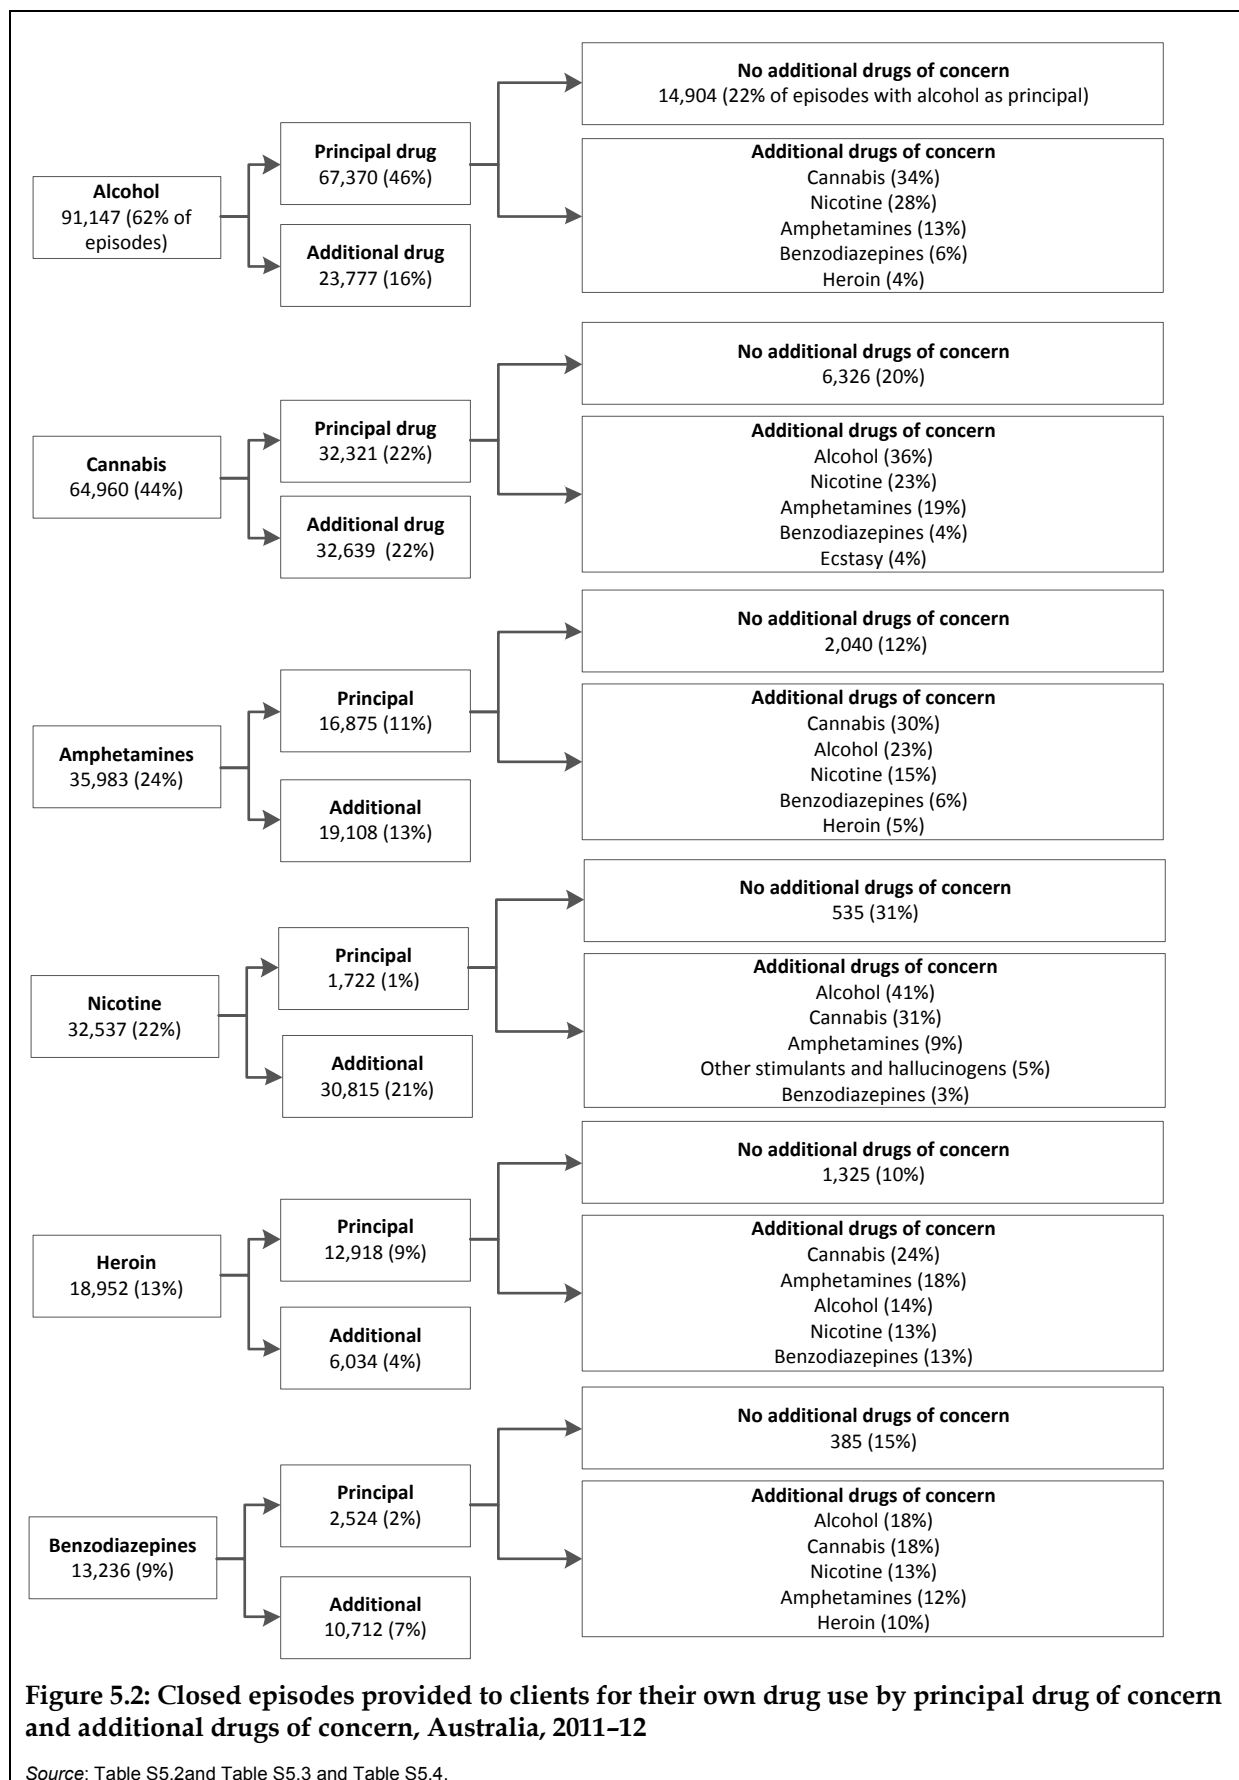 No additional drugs of concern
14,904 (22% of episodes with alcohol as principal)
Principal drug
67,370 (46%)
Additional drugs of concern
Cannabis (34%)
Nicotine (28%)
Amphetamines (13%)
Benzodiazepines (6%)
Heroin (4%)
Alcohol
91,147 (62% of
episodes)
Additional drug
23,777 (16%)
No additional drugs of concern
6,326 (20%)
Principal drug
32,321 (22%)
Additional drugs of concern
Alcohol (36%)
Nicotine (23%)
Amphetamines (19%)
Benzodiazepines (4%)
Ecstasy (4%)
Cannabis
64,960 (44%)
Additional drug
32,639 (22%)
No additional drugs of concern
2,040 (12%)
Principal
16,875 (11%)
Additional drugs of concern
Cannabis (30%)
Alcohol (23%)
Nicotine (15%)
Benzodiazepines (6%)
Heroin (5%)
Amphetamines
35,983 (24%)
Additional
19,108 (13%)
No additional drugs of concern
535 (31%)
Principal
1,722 (1%)
Additional drugs of concern
Alcohol (41%)
Cannabis (31%)
Amphetamines (9%)
Other stimulants and hallucinogens (5%)
Benzodiazepines (3%)
Nicotine
32,537 (22%)
Additional
30,815 (21%)
No additional drugs of concern
1,325 (10%)
Principal
12,918 (9%)
Additional drugs of concern
Cannabis (24%)
Amphetamines (18%)
Alcohol (14%)
Nicotine (13%)
Benzodiazepines (13%)
Heroin
18,952 (13%)
Additional
6,034 (4%)
No additional drugs of concern
385 (15%)
Principal
2,524 (2%)
Additional drugs of concern
Alcohol (18%)
Cannabis (18%)
Nicotine (13%)
Amphetamines (12%)
Heroin (10%)
Benzodiazepines
13,236 (9%)
Additional
10,712 (7%)
Figure 5.2: Closed episodes provided to clients for their own drug use by principal drug of concern
and additional drugs of concern, Australia, 2011–12
Source: Table S5.2and Table S5.3 and Table S5.4.